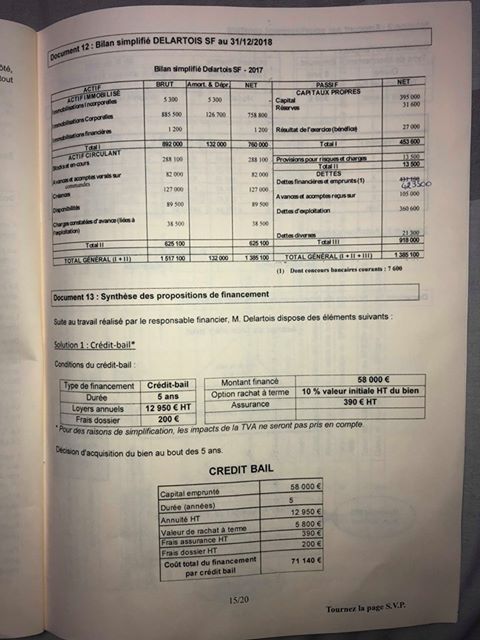 ôté,
tout
Document 12 : Bilan simplifié DELARTOIS SF au 31/12/2018
Bilan simplifié Delartois SF - 2017
ACTIF BRUT Amort. & Dépr. NET PASSIF NET
ACTIF IMMOBILISÉ CAPITAUX PROPRES
Immobilisations Incorporelles 5 300 5 300 Capital 395 000
Réserves 31 600
Immobilisations Corporelles 885 500 126 700 758 800
Immobilisations financières 1 200 1 200 Résultat de l'exercice (bénéfice) 27 000
Total I 892 000 132 000 760 000 Total I 453 600
ACTIF CIRCULANT Provisions pour risques et charges 13 500
Stocks et en-cours 288 100 288 100 Total II 13 500
DETTES
Avances et acomptes versés sur commandes 82 000 82 000 Dettes financières et emprunts (1) 423500
Créances 127 000 127 000 Avances et acomptes reçus sur 105 000
Disponibilités 89 500 89 500 Dettes d'exploitation 360 600
Charges constatées d'avance (liées à l'exploitation) 38 500 38 500
Dettes diverses 21 300
Total II 625 100 625 100 Total III 918 000
TOTAL GÉNÉRAL (I + II) 1 517 100 132 000 1 385 100 TOTAL GÉNÉRAL (I + II + III) 1 385 100
(1) Dont concours bancaires courants : 7 600
Document 13 : Synthèse des propositions de financement
Suite au travail réalisé par le responsable financier, M. Delartois dispose des éléments suivants :
Solution 1 : Crédit-bail*
Conditions du crédit-bail :
Type de financement Crédit-bail Montant financé 58 000 €
Durée 5 ans Option rachat à terme 10 % valeur initiale HT du bien
Loyers annuels 12 950 € HT Assurance 390 € HT
Frais dossier 200 €
* Pour des raisons de simplification, les impacts de la TVA ne seront pas pris en compte.
Décision d'acquisition du bien au bout des 5 ans.
CREDIT BAIL
Capital emprunté 58 000 €
Durée (années) 5
Annuité HT 12 950 €
Valeur de rachat à terme 5 800 €
Frais assurance HT 390 €
Frais dossier HT 200 €
Coût total du financement par crédit bail 71 140 €
15/20
Tournez la page S.V.P.